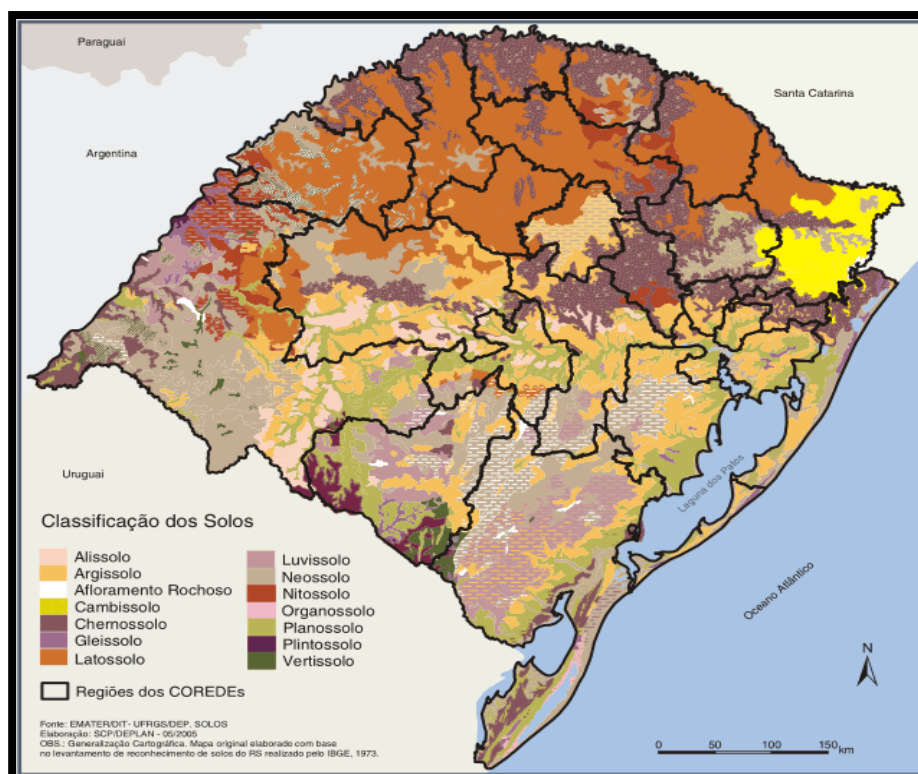 Paraguai
Santa Catarina
Argentina
Uruguai
Laguna dos Patos
Oceano Atlântico
Classificação dos Solos
Alissolo
Argissolo
Afloramento Rochoso
Cambissolo
Chernossolo
Gleissolo
Latossolo
Luvissolo
Neossolo
Nitossolo
Organossolo
Planossolo
Plintossolo
Vertissolo
Regiões dos COREDEs
Fonte: EMATER/DIT- UFRGS/DEP. SOLOS
Elaboração: SCP/DEPLAN - 05/2005
OBS.: Generalização Cartográfica. Mapa original elaborado com base
no levantamento de reconhecimento de solos do RS realizado pelo IBGE, 1973.
N
0 50 100 150 km